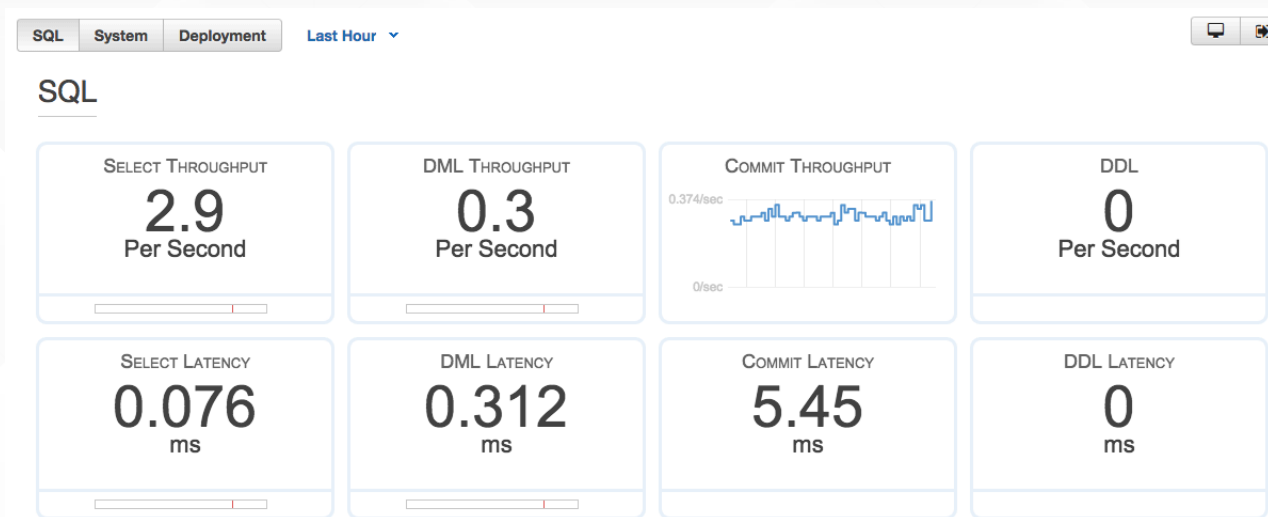 SQL System Deployment Last Hour
SQL
SELECT THROUGHPUT
2.9
Per Second
DML THROUGHPUT
0.3
Per Second
COMMIT THROUGHPUT
0.374/sec
0/sec
DDL
0
Per Second
SELECT LATENCY
0.076
ms
DML LATENCY
0.312
ms
COMMIT LATENCY
5.45
ms
DDL LATENCY
0
ms